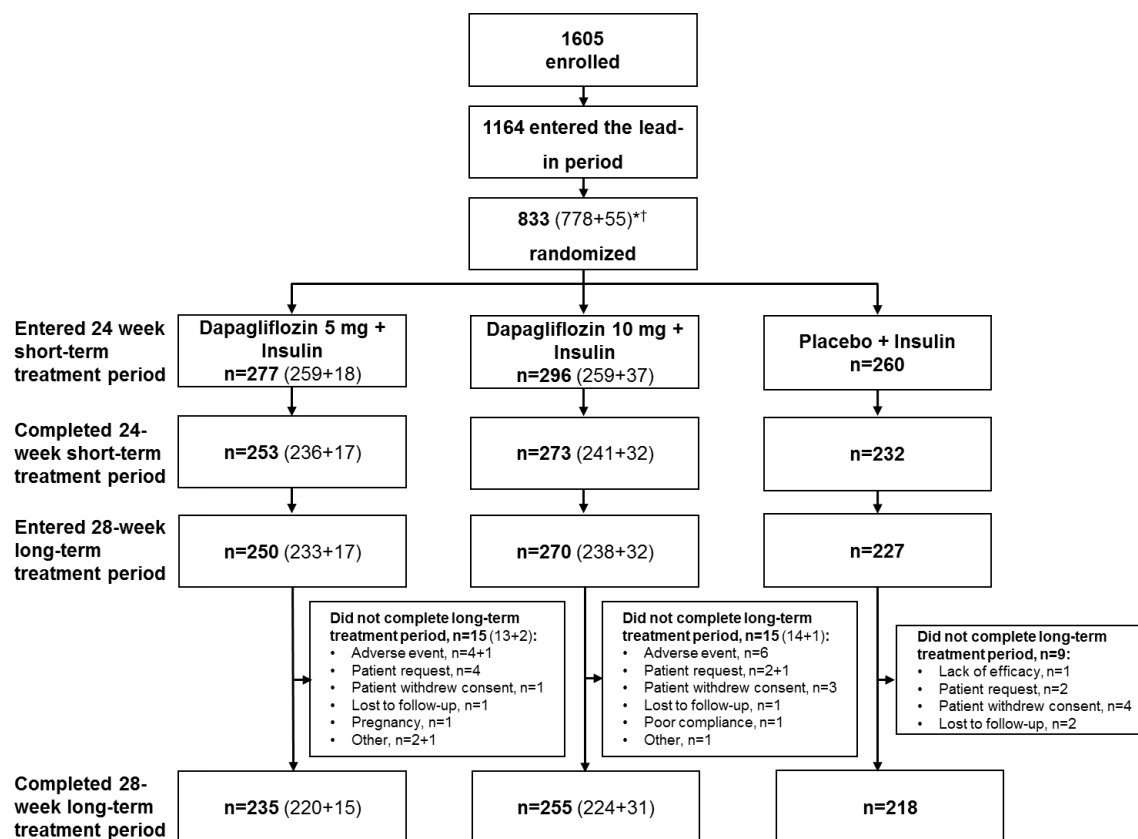 1605
enrolled
1164 entered the lead-
in period
833 (778+55)*†
randomized
Entered 24 week
short-term
treatment period
Dapagliflozin 5 mg +
Insulin
n=277 (259+18)
Dapagliflozin 10 mg +
Insulin
n=296 (259+37)
Placebo + Insulin
n=260
Completed 24-
week short-term
treatment period
n=253 (236+17)
n=273 (241+32)
n=232
Entered 28-week
long-term
treatment period
n=250 (233+17)
n=270 (238+32)
n=227
Did not complete long-term
treatment period, n=15 (13+2):
• Adverse event, n=4+1
• Patient request, n=4
• Patient withdrew consent, n=1
• Lost to follow-up, n=1
• Pregnancy, n=1
• Other, n=2+1
Did not complete long-term
treatment period, n=15 (14+1):
• Adverse event, n=6
• Patient request, n=2+1
• Patient withdrew consent, n=3
• Lost to follow-up, n=1
• Poor compliance, n=1
• Other, n=1
Did not complete long-term
treatment period, n=9:
• Lack of efficacy, n=1
• Patient request, n=2
• Patient withdrew consent, n=4
• Lost to follow-up, n=2
Completed 28-
week long-term
treatment period
n=235 (220+15)
n=255 (224+31)
n=218